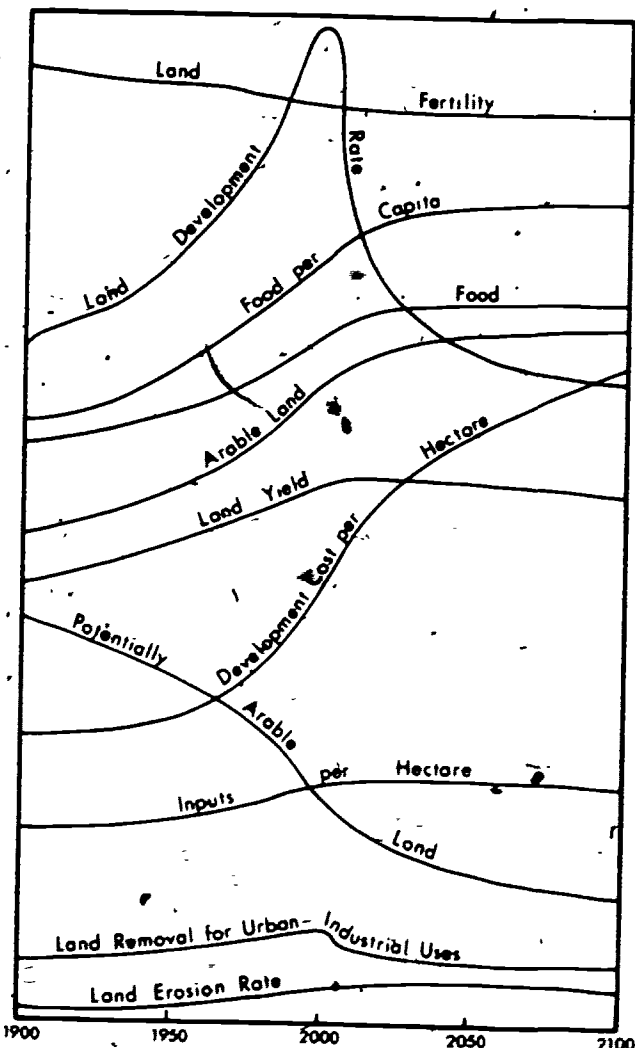 Land Fertility
Land Development Rate
Food per Capita
Food
Arable Land
Land Yield
Development Cost per Hectare
Potentially Arable Land
Inputs per Hectare
Land Removal for Urban-Industrial Uses
Land Erosion Rate
1900 1950 2000 2050 2100